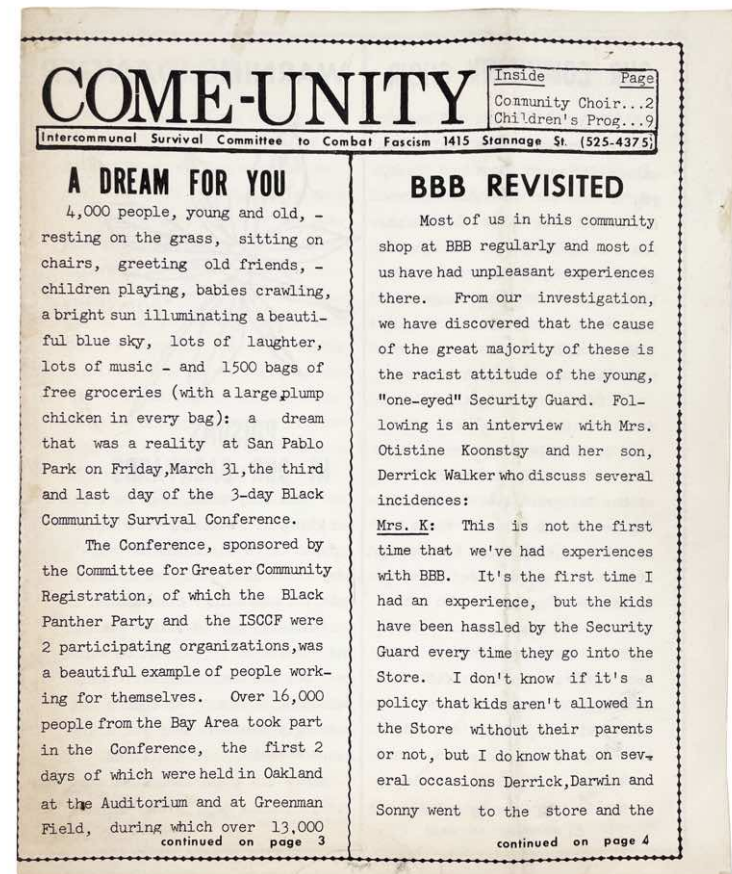 COME-UNITY
Inside Page
Community Choir...2
Children's Prog...9
Intercommunal Survival Committee to Combat Fascism 1415 Stannage St. (525-4375)
A DREAM FOR YOU
4,000 people, young and old, -
resting on the grass, sitting on
chairs, greeting old friends, -
children playing, babies crawling,
a bright sun illuminating a beauti-
ful blue sky, lots of laughter,
lots of music - and 1500 bags of
free groceries (with a large,plump
chicken in every bag): a dream
that was a reality at San Pablo
Park on Friday,March 31,the third
and last day of the 3-day Black
Community Survival Conference.
The Conference, sponsored by
the Committee for Greater Community
Registration, of which the Black
Panther Party and the ISCCF were
2 participating organizations,was
a beautiful example of people work-
ing for themselves. Over 16,000
people from the Bay Area took part
in the Conference, the first 2
days of which were held in Oakland
at the Auditorium and at Greenman
Field, during which over 13,000
continued on page 3
BBB REVISITED
Most of us in this community
shop at BBB regularly and most of
us have had unpleasant experiences
there. From our investigation,
we have discovered that the cause
of the great majority of these is
the racist attitude of the young,
"one-eyed" Security Guard. Fol-
lowing is an interview with Mrs.
Otistine Koonstsy and her son,
Derrick Walker who discuss several
incidences:
Mrs. K: This is not the first
time that we've had experiences
with BBB. It's the first time I
had an experience, but the kids
have been hassled by the Security
Guard every time they go into the
Store. I don't know if it's a
policy that kids aren't allowed in
the Store without their parents
or not, but I do know that on sev-
eral occasions Derrick,Darwin and
Sonny went to the store and the
continued on page 4